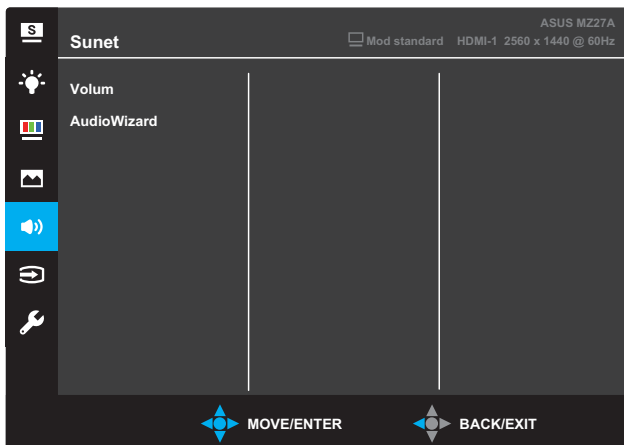 S
ASUS MZ27A
Sunet
Mod standard HDMI-1 2560 x 1440 @ 60Hz
Volum
AudioWizard
MOVE/ENTER
BACK/EXIT